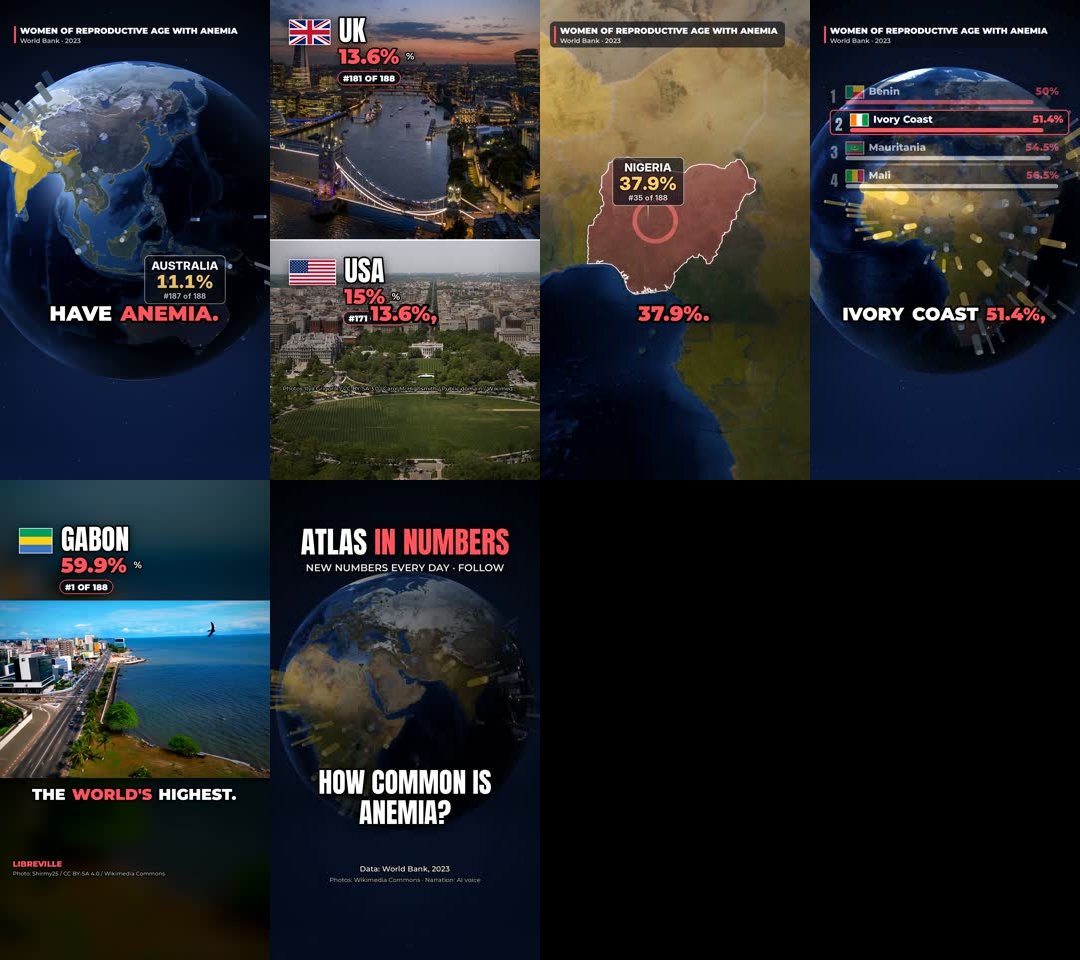 WOMEN OF REPRODUCTIVE AGE WITH ANEMIA
World Bank · 2023
AUSTRALIA
11.1%
#187 of 188
HAVE ANEMIA.
UK
13.6% %
#181 OF 188
USA
15% %
#171
13.6%,
WOMEN OF REPRODUCTIVE AGE WITH ANEMIA
World Bank · 2023
NIGERIA
37.9%
#35 of 188
37.9%.
WOMEN OF REPRODUCTIVE AGE WITH ANEMIA
World Bank · 2023
1 Benin 50%
2 Ivory Coast 51.4%
3 Mauritania 54.5%
4 Mali 56.5%
IVORY COAST 51.4%,
GABON
59.9% %
#1 OF 188
THE WORLD'S HIGHEST.
LIBREVILLE
Photo: Shirmy25 / CC BY-SA 4.0 / Wikimedia Commons
ATLAS IN NUMBERS
NEW NUMBERS EVERY DAY · FOLLOW
HOW COMMON IS
ANEMIA?
Data: World Bank, 2023
Photos: Wikimedia Commons · Narration: AI voice